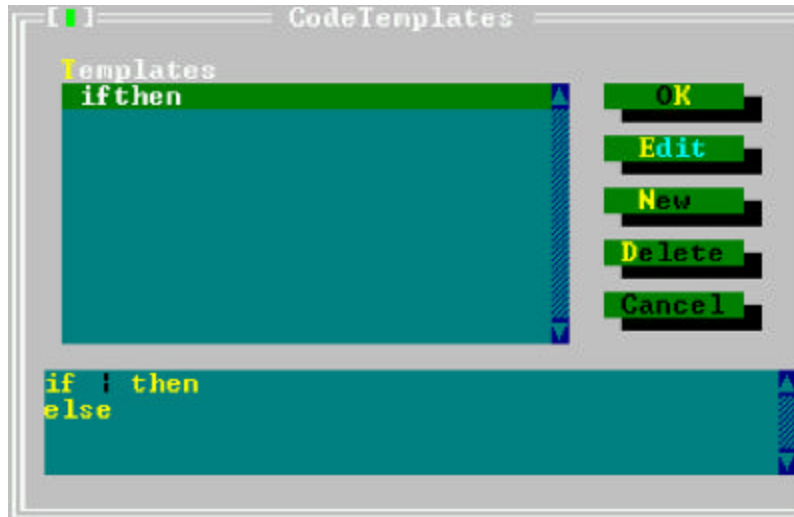 [▮] CodeTemplates
Templates
ifthen
OK
Edit
New
Delete
Cancel
if ¦ then
else